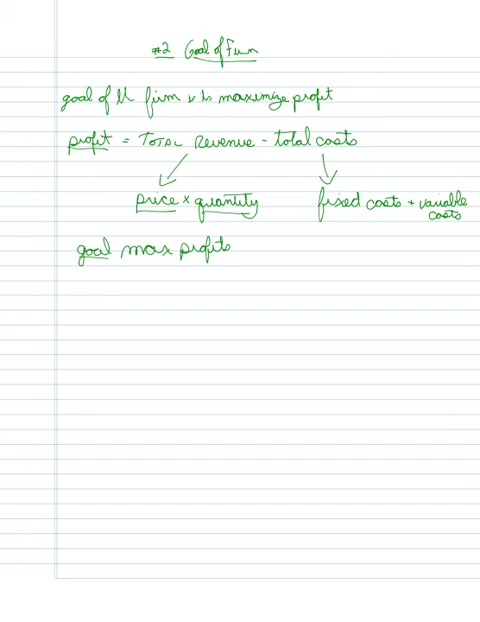 #2 Goal of Firm
goal of the firm is to maximize profit
profit = Total Revenue - total costs
price x quantity fixed costs + variable costs
goal max profits